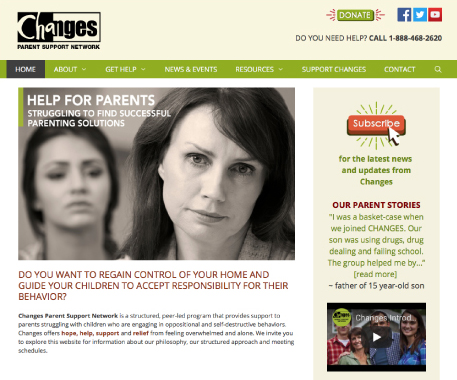 Changes
PARENT SUPPORT NETWORK
DONATE
DO YOU NEED HELP? CALL 1-888-468-2620
HOME ABOUT GET HELP NEWS & EVENTS RESOURCES SUPPORT CHANGES CONTACT
HELP FOR PARENTS
STRUGGLING TO FIND SUCCESSFUL
PARENTING SOLUTIONS
DO YOU WANT TO REGAIN CONTROL OF YOUR HOME AND
GUIDE YOUR CHILDREN TO ACCEPT RESPONSIBILITY FOR THEIR
BEHAVIOR?
Changes Parent Support Network is a structured, peer-led program that provides support to
parents struggling with children who are engaging in oppositional and self-destructive behaviors.
Changes offers hope, help, support and relief from feeling overwhelmed and alone. We invite you
to explore this website for information about our philosophy, our structured approach and meeting
schedules.
Subscribe
for the latest news
and updates from
Changes
OUR PARENT STORIES
"I was a basket-case when
we joined CHANGES. Our
son was using drugs, drug
dealing and failing school.
The group helped me by..."
[read more]
~ father of 15 year-old son
Changes Introd...